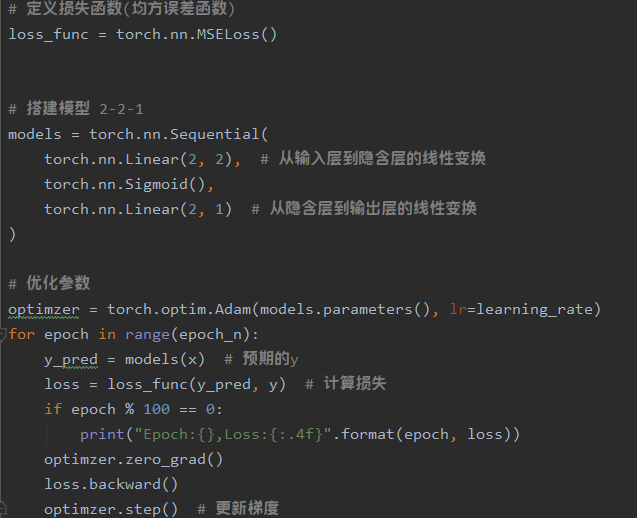 # 定义损失函数(均方误差函数)
loss_func = torch.nn.MSELoss()
# 搭建模型 2-2-1
models = torch.nn.Sequential(
    torch.nn.Linear(2, 2),  # 从输入层到隐含层的线性变换
    torch.nn.Sigmoid(),
    torch.nn.Linear(2, 1)  # 从隐含层到输出层的线性变换
)
# 优化参数
optimzer = torch.optim.Adam(models.parameters(), lr=learning_rate)
for epoch in range(epoch_n):
    y_pred = models(x)  # 预期的y
    loss = loss_func(y_pred, y)  # 计算损失
    if epoch % 100 == 0:
        print("Epoch:{},Loss:{:.4f}".format(epoch, loss))
    optimzer.zero_grad()
    loss.backward()
    optimzer.step()  # 更新梯度